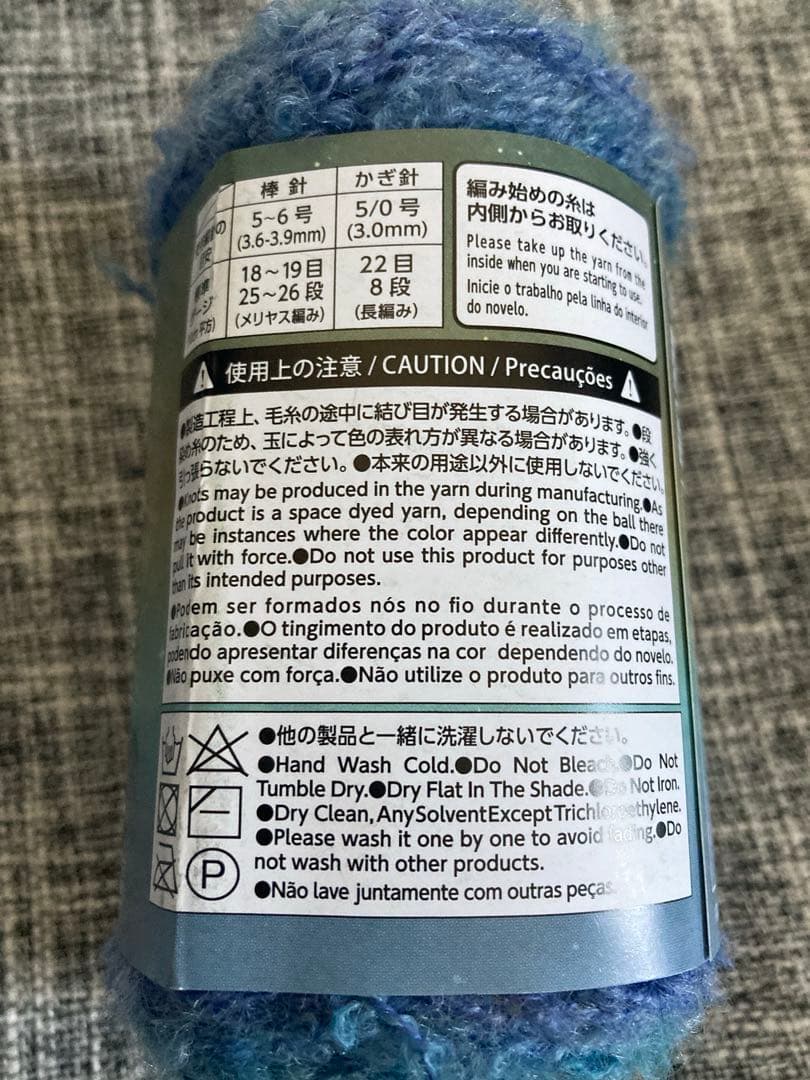 棒針 かぎ針
5~6号 5/0号
(3.6-3.9mm) (3.0mm)
18~19目 22目
25~26段 8段
(メリヤス編み) (長編み)
編み始めの糸は
内側からお取りください。
Please take up the yarn from the
inside when you are starting to use.
Inicie o trabalho pela linha do interior
do novelo.
使用上の注意 / CAUTION / Precauções
●製造工程上、毛糸の途中に結び目が発生する場合があります。●段
染め糸のため、玉によって色の表れ方が異なる場合があります。●強く
引っ張らないでください。●本来の用途以外に使用しないでください。
●Knots may be produced in the yarn during manufacturing.●As
the product is a space dyed yarn, depending on the ball there
may be instances where the color appear differently.●Do not
pull it with force.●Do not use this product for purposes other
than its intended purposes.
●Podem ser formados nós no fio durante o processo de
fabricação.●O tingimento do produto é realizado em etapas,
podendo apresentar diferenças na cor dependendo do novelo.
●Não puxe com força.●Não utilize o produto para outros fins.
●他の製品と一緒に洗濯しないでください。
●Hand Wash Cold.●Do Not Bleach.●Do Not
Tumble Dry.●Dry Flat In The Shade.●Do Not Iron.
●Dry Clean, Any Solvent Except Trichloroethylene.
●Please wash it one by one to avoid fading.●Do
not wash with other products.
●Não lave juntamente com outras peças.
P